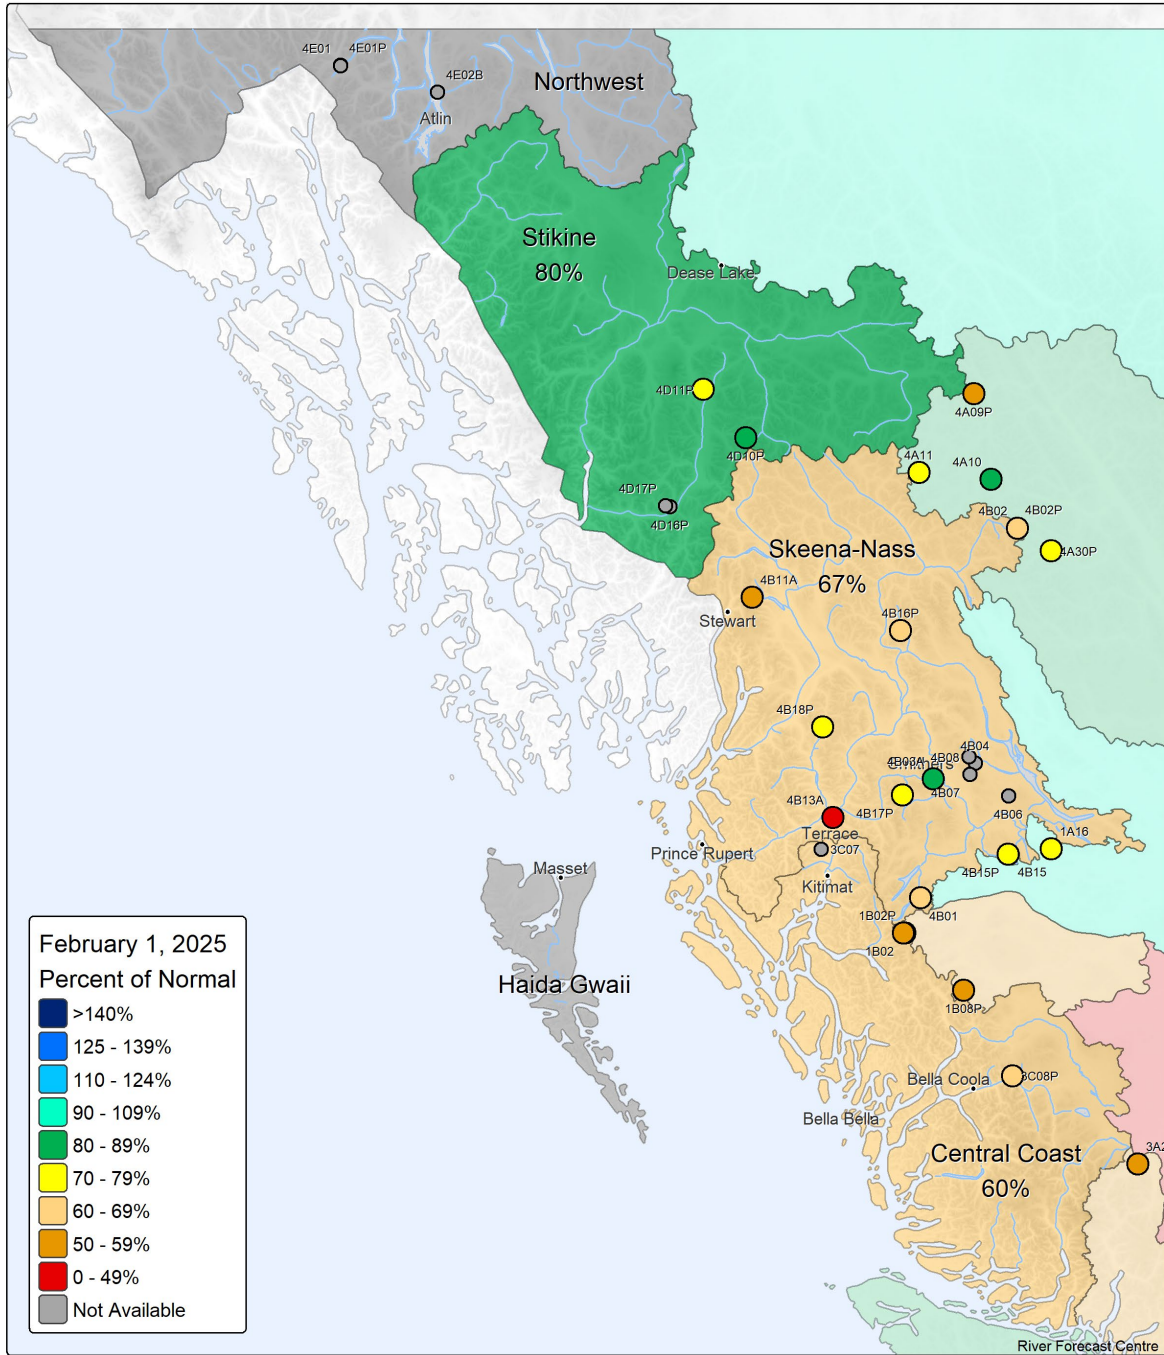 4E01
4E01P
4E02B
Northwest
Atlin
Stikine
80%
Dease Lake
4D11P
4A09P
4D10P
4A11
4A10
4D17P
4D16P
4B02
4B02P
4A30P
Skeena-Nass
67%
4B11A
Stewart
4B16P
4B18P
4B04
4B03A
4B08
Smithers
4B07
4B17P
4B13A
4B06
Terrace
3C07
1A16
Prince Rupert
4B15P
4B15
Masset
Kitimat
4B01
1B02P
1B02
Haida Gwaii
1B08P
Bella Coola
3C08P
Bella Bella
Central Coast
60%
3A2
February 1, 2025
Percent of Normal
>140%
125 - 139%
110 - 124%
90 - 109%
80 - 89%
70 - 79%
60 - 69%
50 - 59%
0 - 49%
Not Available
River Forecast Centre